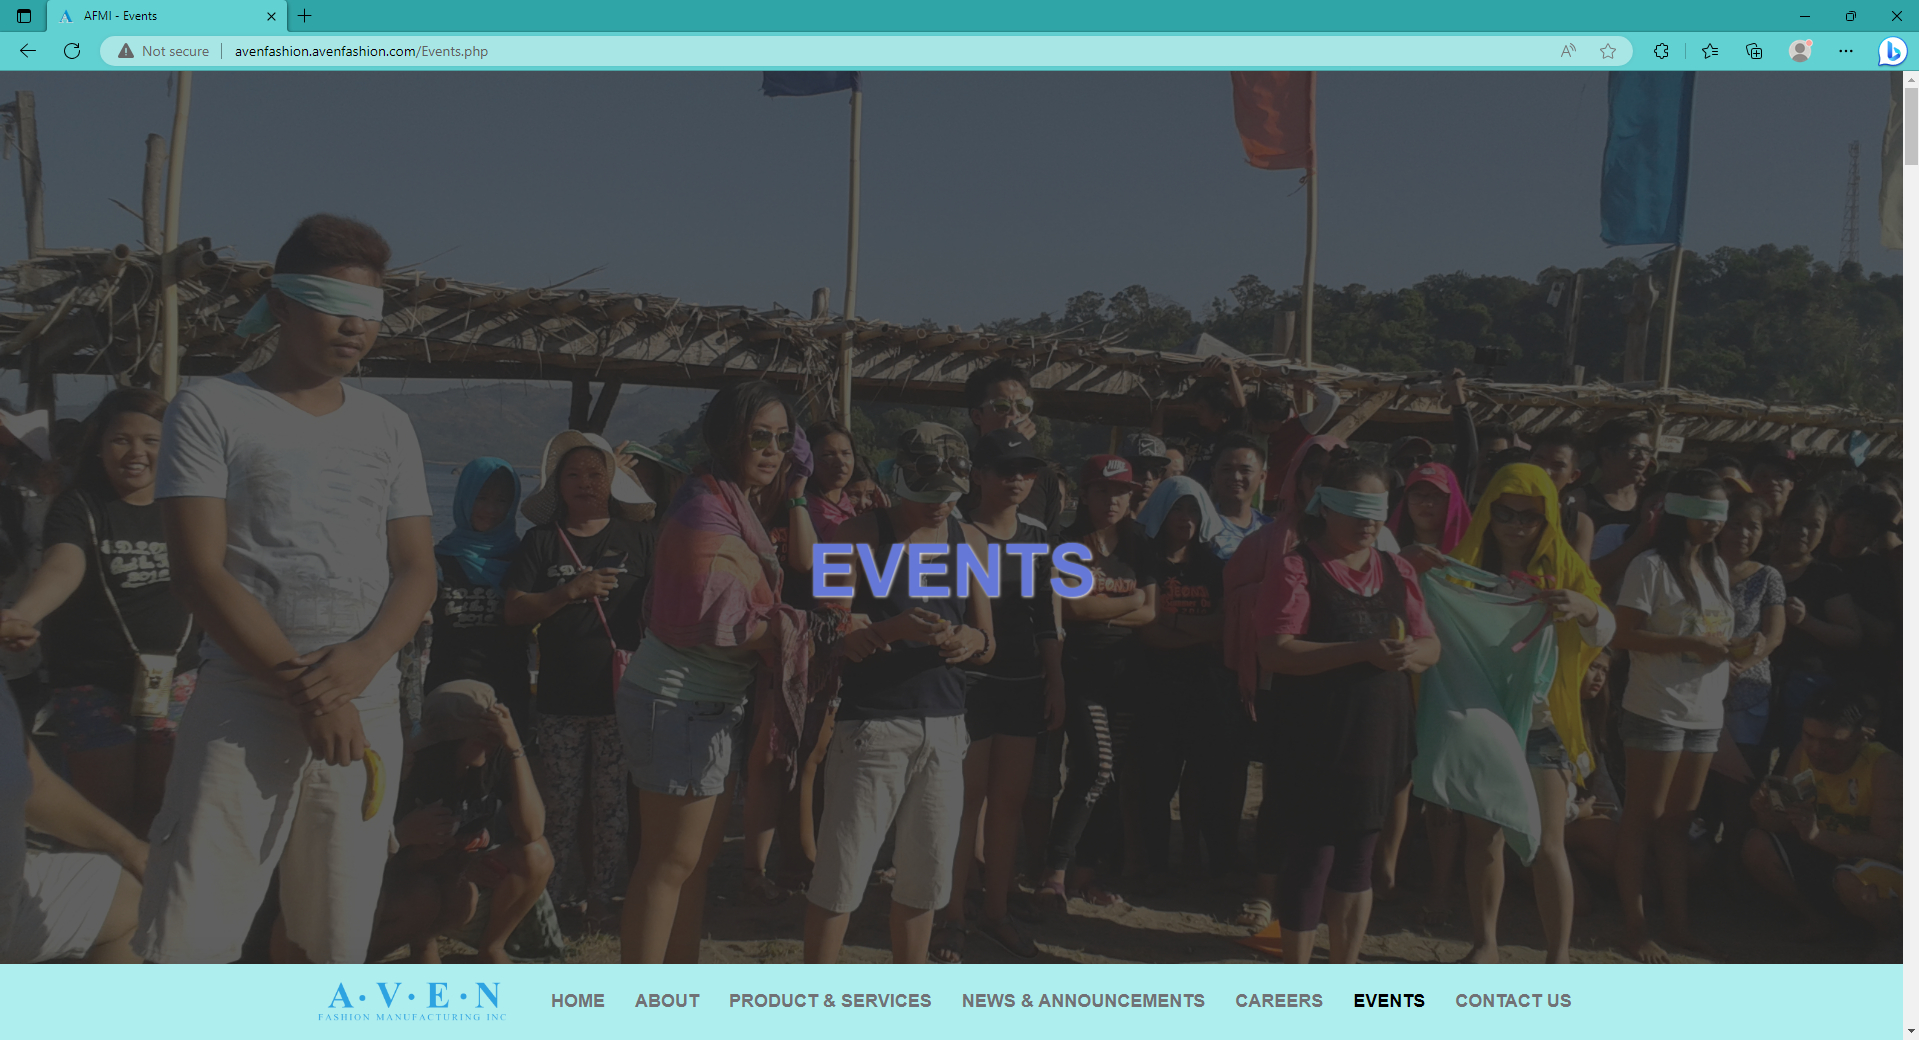 AFMI - Events
Not secure
avenfashion.avenfashion.com/Events.php
EVENTS
A·V·E·N
FASHION MANUFACTURING INC
HOME
ABOUT
PRODUCT & SERVICES
NEWS & ANNOUNCEMENTS
CAREERS
EVENTS
CONTACT US